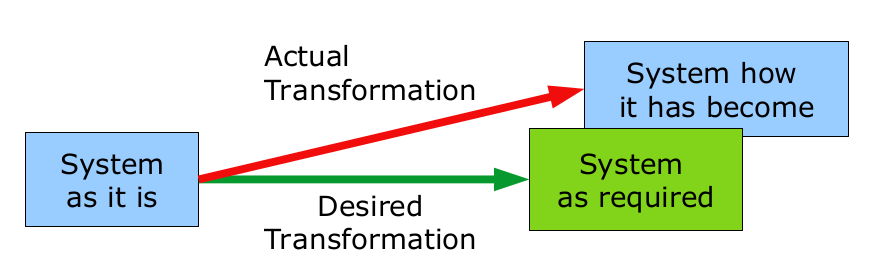 Actual
Transformation
System how
it has become
System
as it is
System
as required
Desired
Transformation